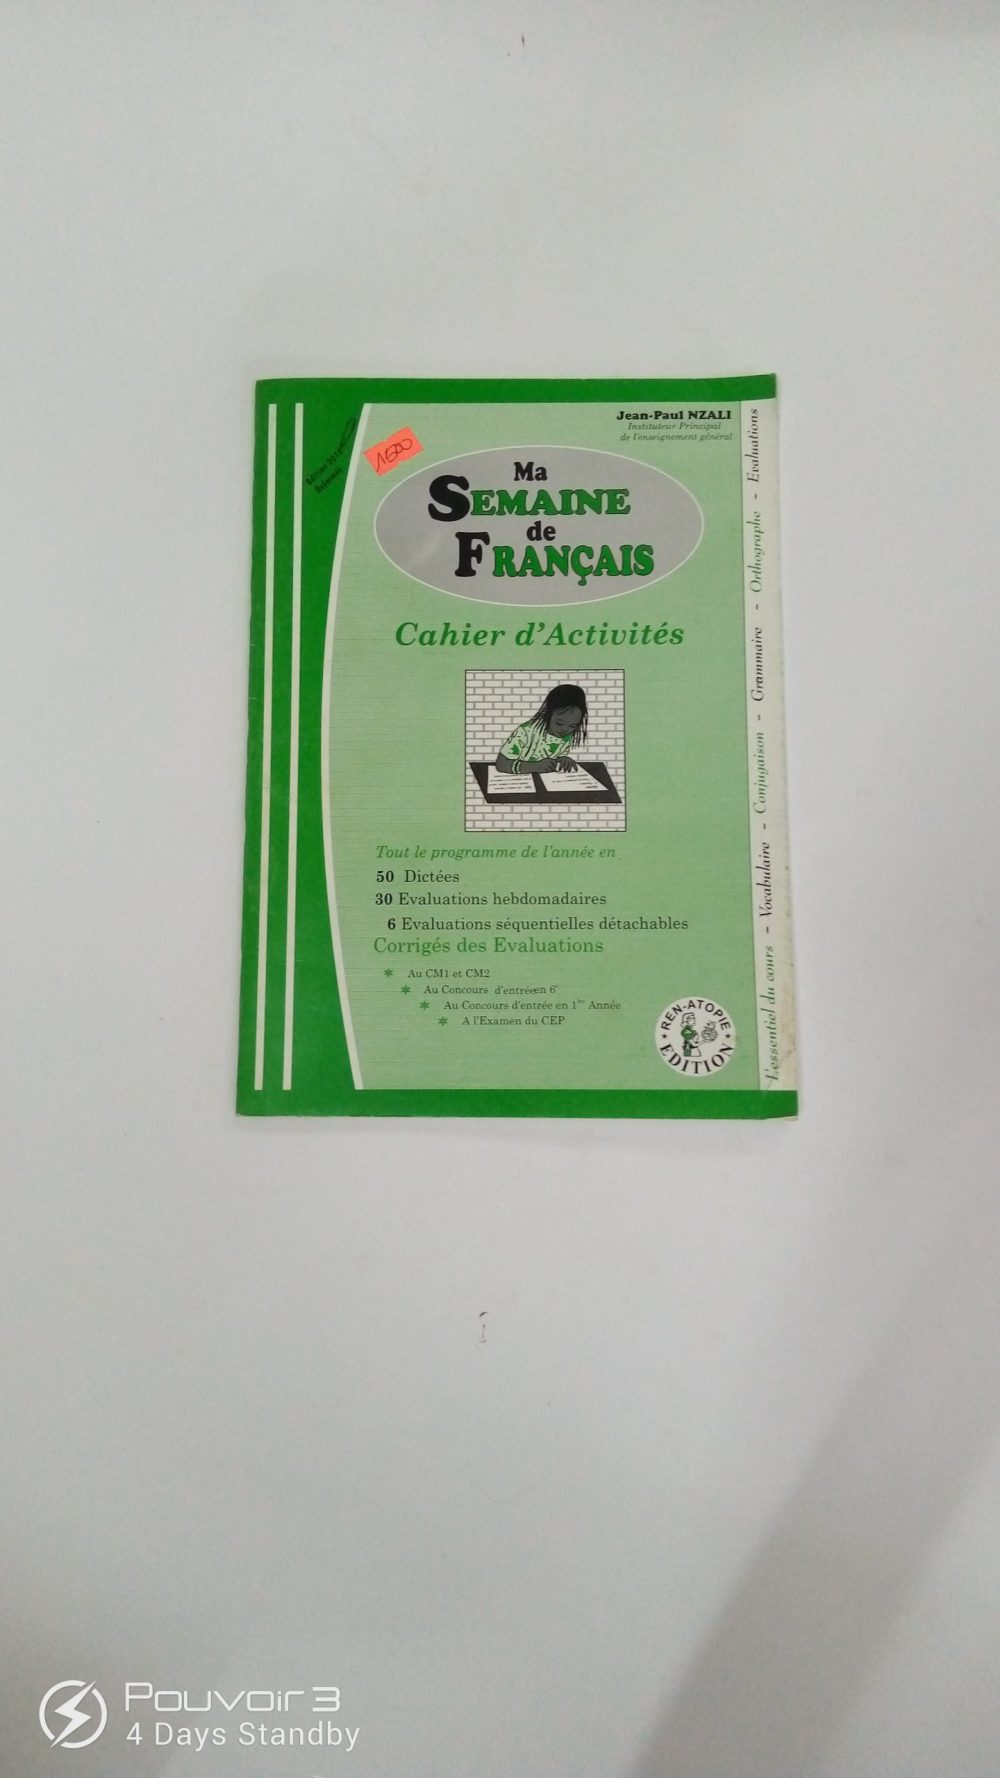 Jean-Paul NZALI
Instituteur Principal
de l'enseignement général
Edition 2016
1500
Ma
SEMAINE
de
FRANÇAIS
Cahier d'Activités
Tout le programme de l'année en
50 Dictées
30 Evaluations hebdomadaires
6 Evaluations séquentielles détachables
Corrigés des Evaluations
Au CM1 et CM2
Au Concours d'entréeen 6e
Au Concours d'entrée en 1ère Année
A l'Examen du CEP
REN-ATOPIE
EDITION
L'essentiel du cours - Vocabulaire - Conjugaison - Grammaire - Orthographe - Evaluations
Pouvoir 3
4 Days Standby